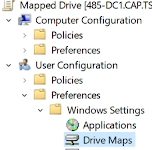 Mapped Drive [485-DC1.CAP.TS
Computer Configuration
Policies
Preferences
User Configuration
Policies
Preferences
Windows Settings
Applications
Drive Maps